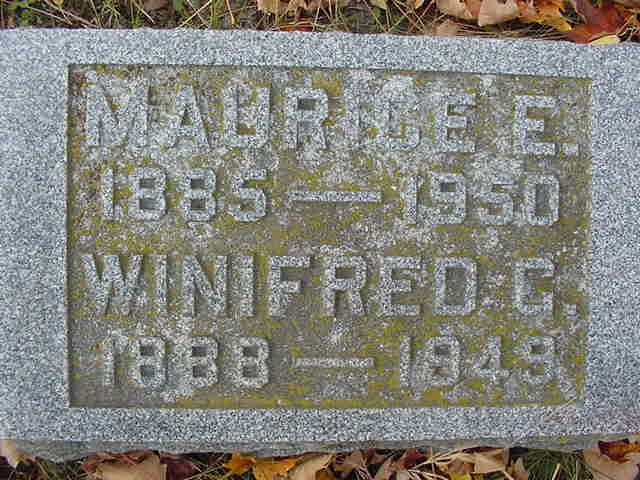 MAURICE E.
1885 — 1950
WINIFRED C.
1888 — 1949